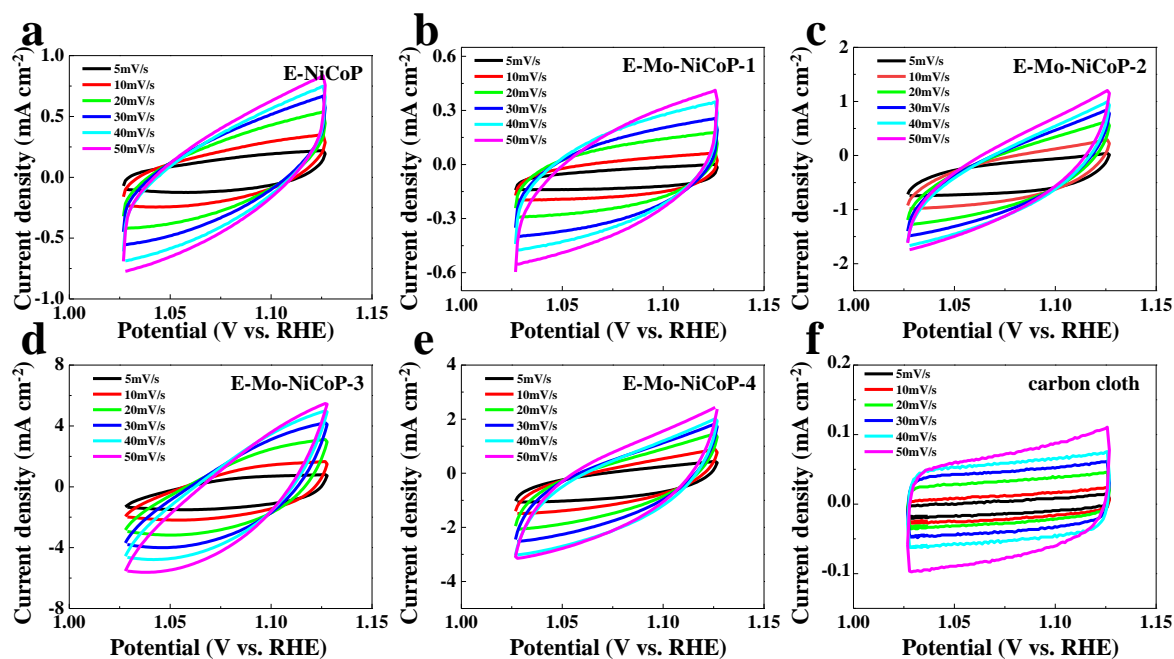 a
E-NiCoP
5mV/s
10mV/s
20mV/s
30mV/s
40mV/s
50mV/s
1.0
0.5
0.0
-0.5
-1.0
Current density (mA cm-2)
1.00
1.05
1.10
1.15
Potential (V vs. RHE)
b
E-Mo-NiCoP-1
5mV/s
10mV/s
20mV/s
30mV/s
40mV/s
50mV/s
0.6
0.3
0.0
-0.3
-0.6
Current density (mA cm-2)
1.00
1.05
1.10
1.15
Potential (V vs. RHE)
c
E-Mo-NiCoP-2
5mV/s
10mV/s
20mV/s
30mV/s
40mV/s
50mV/s
2
1
0
-1
-2
Current density (mA cm-2)
1.00
1.05
1.10
1.15
Potential (V vs. RHE)
d
E-Mo-NiCoP-3
5mV/s
10mV/s
20mV/s
30mV/s
40mV/s
50mV/s
8
4
0
-4
-8
Current density (mA cm-2)
1.00
1.05
1.10
1.15
Potential (V vs. RHE)
e
E-Mo-NiCoP-4
5mV/s
10mV/s
20mV/s
30mV/s
40mV/s
50mV/s
4
2
0
-2
-4
Current density (mA cm-2)
1.00
1.05
1.10
1.15
Potential (V vs. RHE)
f
carbon cloth
5mV/s
10mV/s
20mV/s
30mV/s
40mV/s
50mV/s
0.2
0.1
0.0
-0.1
Current density (mA cm-2)
1.00
1.05
1.10
1.15
Potential (V vs. RHE)